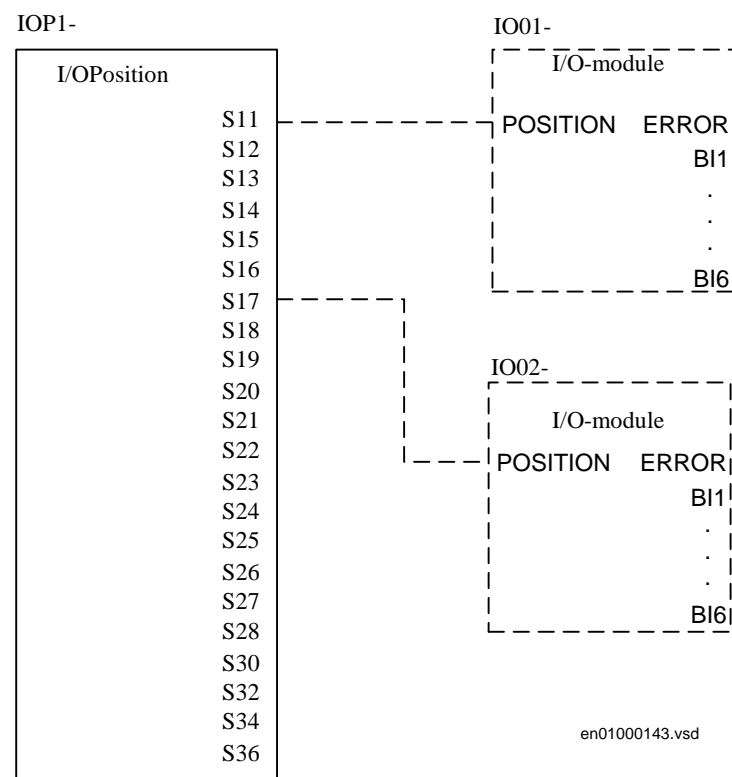 IOP1-
I/OPosition
S11
S12
S13
S14
S15
S16
S17
S18
S19
S20
S21
S22
S23
S24
S25
S26
S27
S28
S30
S32
S34
S36
IO01-
I/O-module
POSITION ERROR
BI1
.
.
.
BI6
IO02-
I/O-module
POSITION ERROR
BI1
.
.
.
BI6
en01000143.vsd